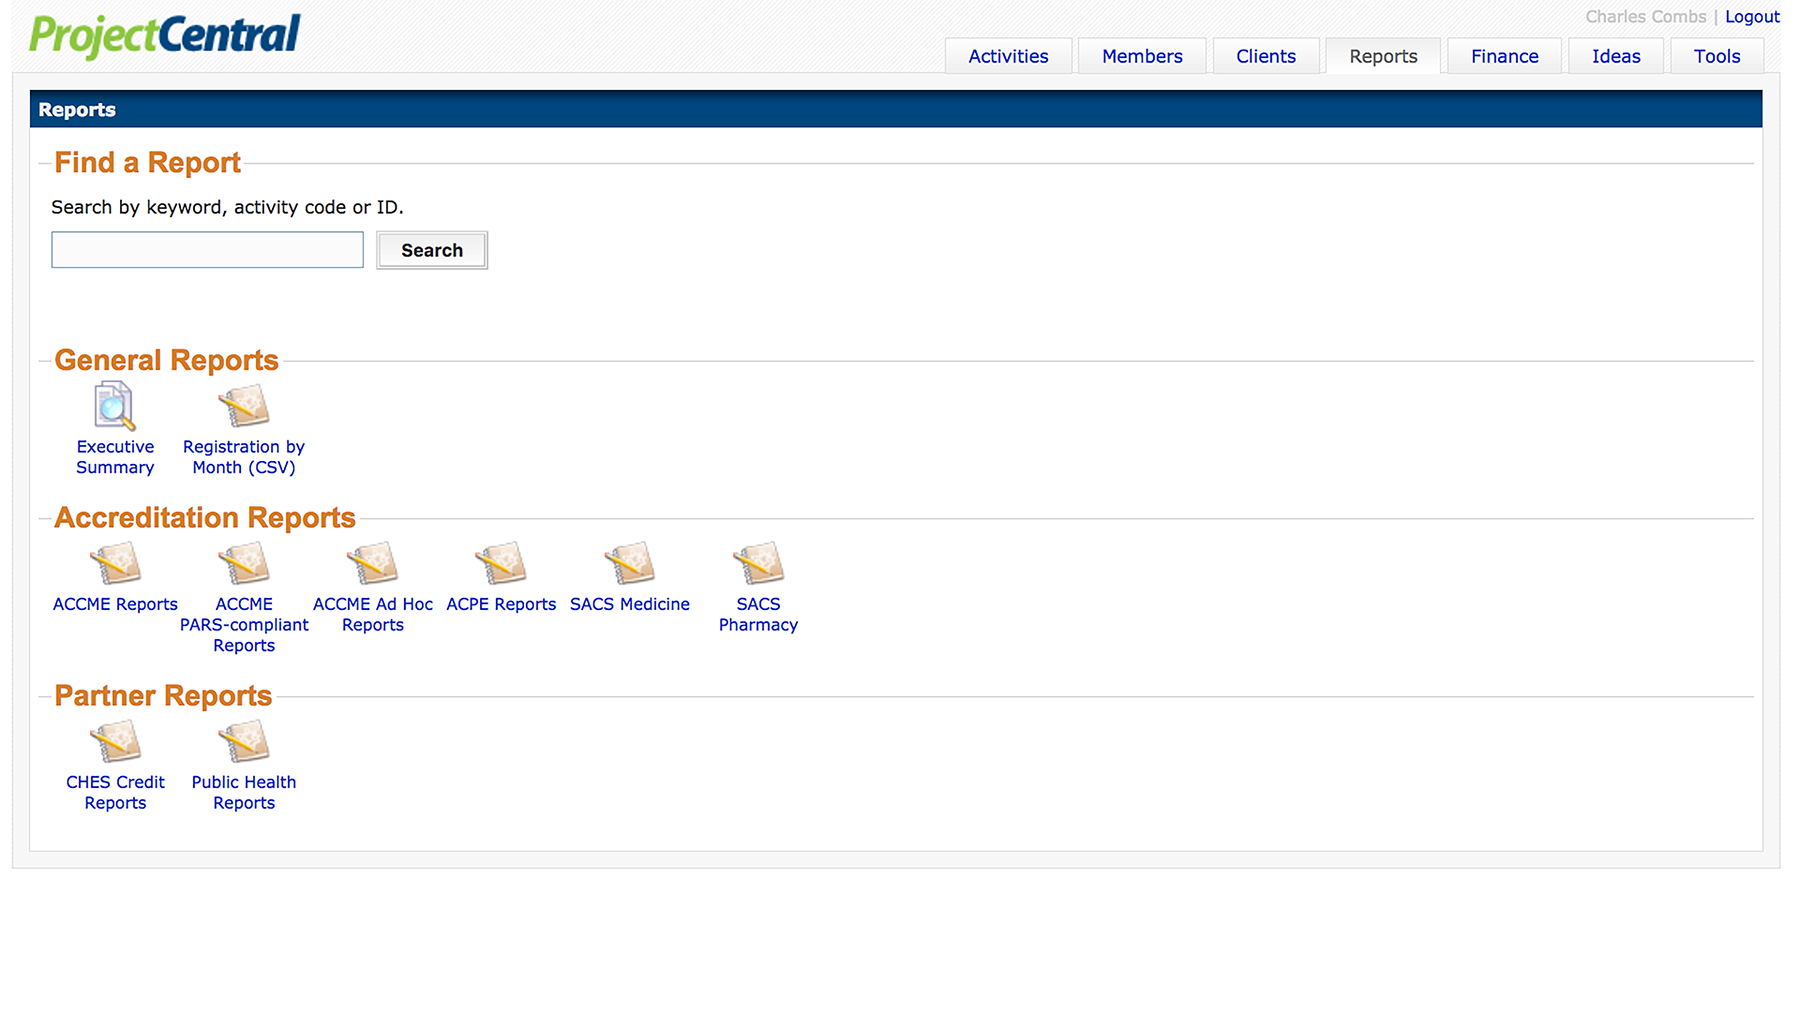 ProjectCentral
Charles Combs | Logout
Activities
Members
Clients
Reports
Finance
Ideas
Tools
Reports
Find a Report
Search by keyword, activity code or ID.
Search
General Reports
Executive
Summary
Registration by
Month (CSV)
Accreditation Reports
ACCME Reports
ACCME
PARS-compliant
Reports
ACCME Ad Hoc
Reports
ACPE Reports
SACS Medicine
SACS
Pharmacy
Partner Reports
CHES Credit
Reports
Public Health
Reports